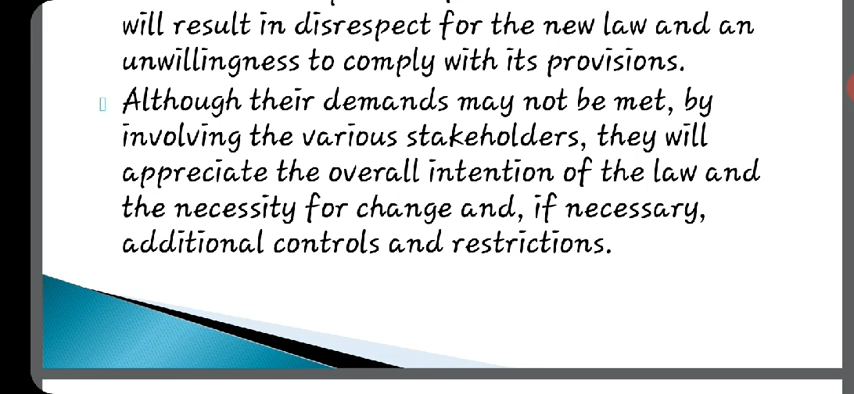 will result in disrespect for the new law and an
unwillingness to comply with its provisions.
Although their demands may not be met, by
involving the various stakeholders, they will
appreciate the overall intention of the law and
the necessity for change and, if necessary,
additional controls and restrictions.